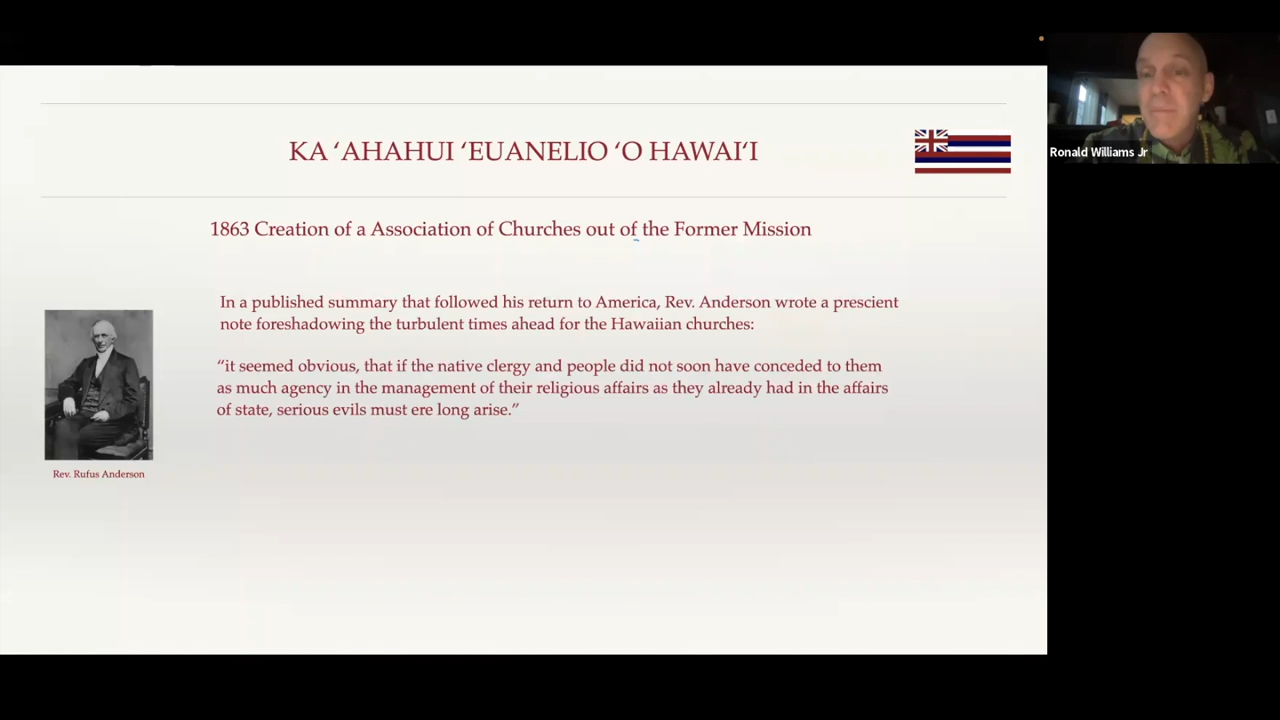 KA ‘AHAHUI ‘EUANELIO ‘O HAWAI‘I
Ronald Williams Jr
1863 Creation of a Association of Churches out of the Former Mission
In a published summary that followed his return to America, Rev. Anderson wrote a prescient
note foreshadowing the turbulent times ahead for the Hawaiian churches:
“it seemed obvious, that if the native clergy and people did not soon have conceded to them
as much agency in the management of their religious affairs as they already had in the affairs
of state, serious evils must ere long arise.”
Rev. Rufus Anderson